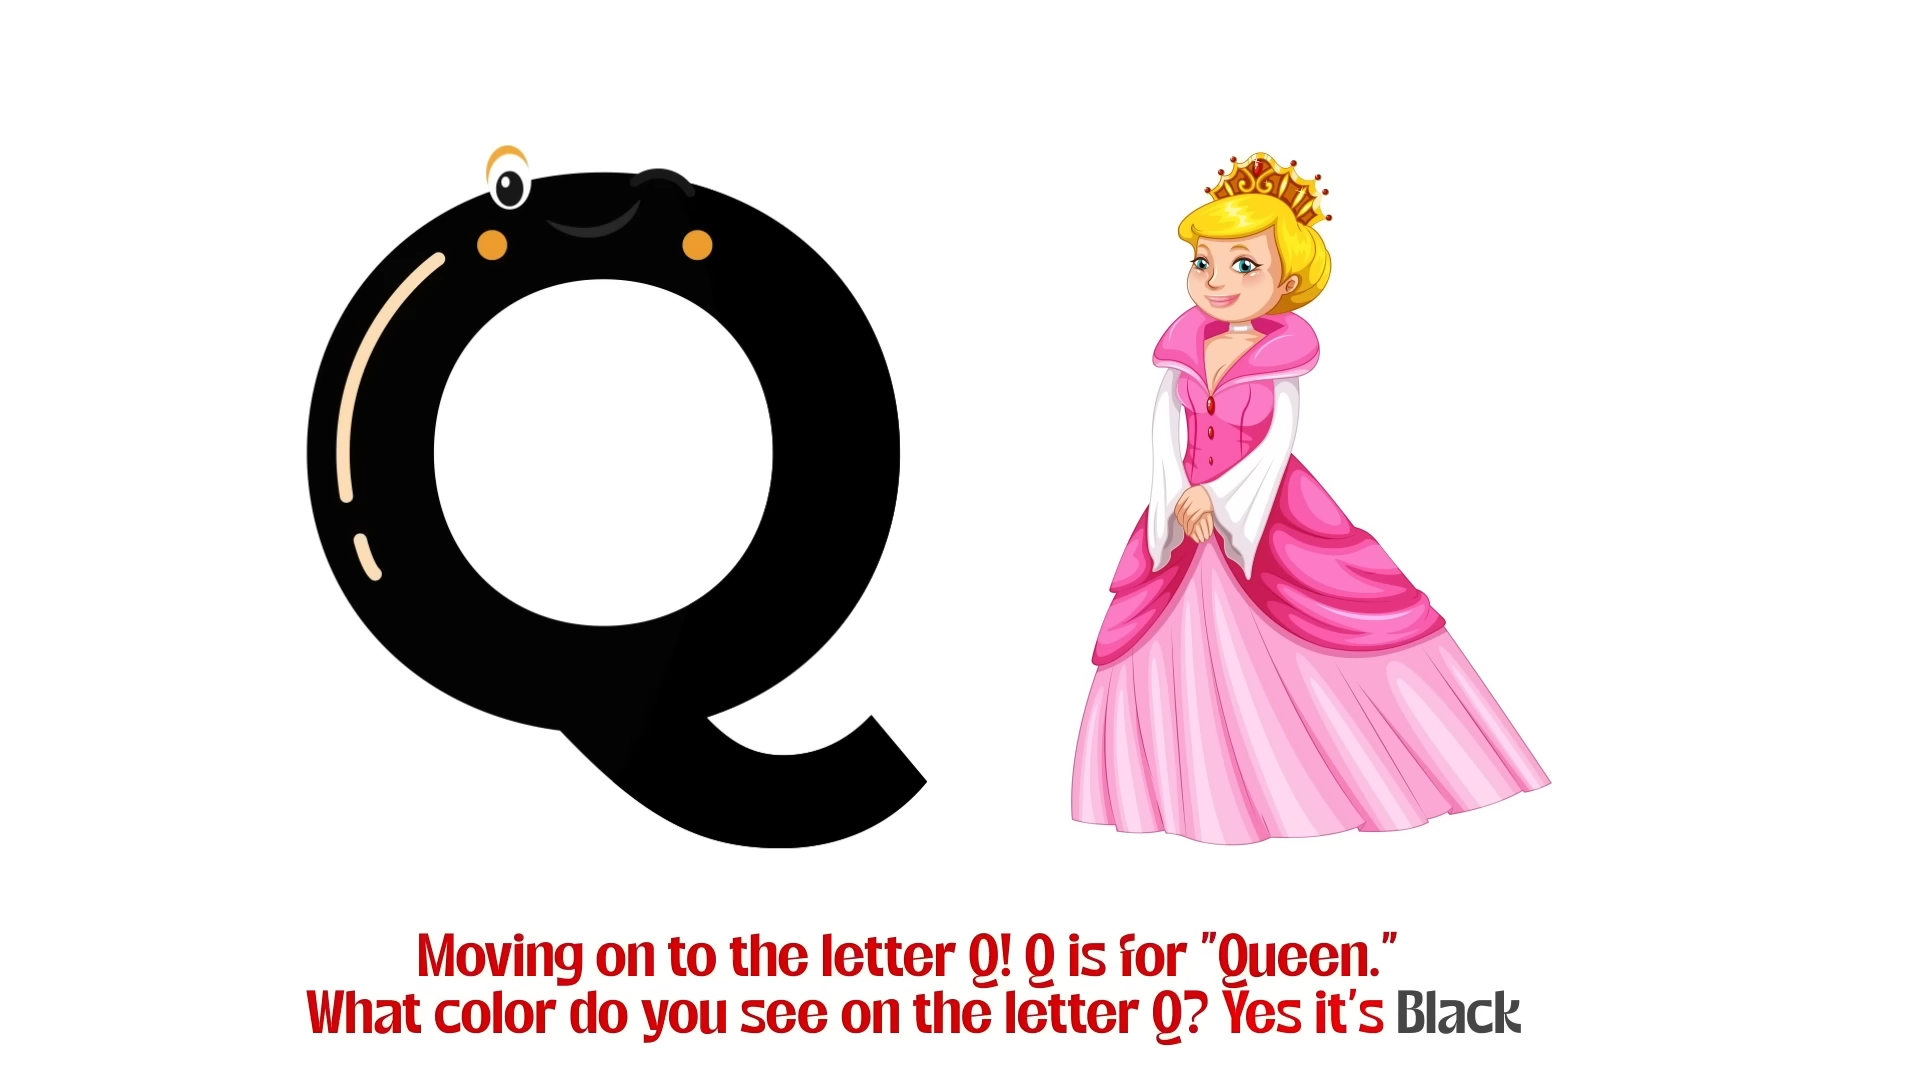 Q
Moving on to the letter Q! Q is for "Queen."
What color do you see on the letter Q? Yes it's Black